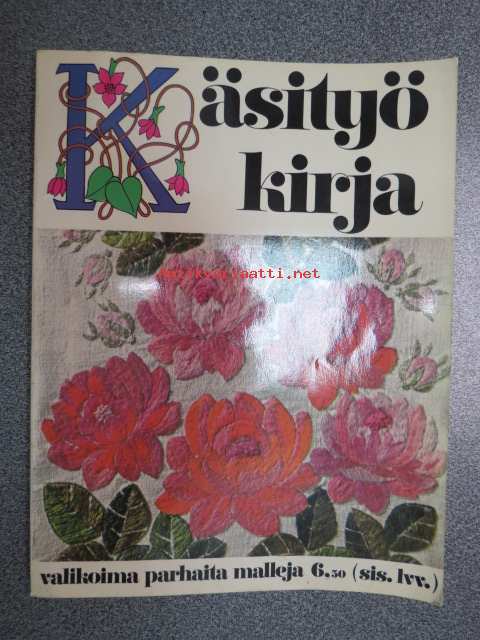 Käsityö
kirja
antikvariaatti.net
valikoima parhaita malleja 6.50 (sis. lvv.)